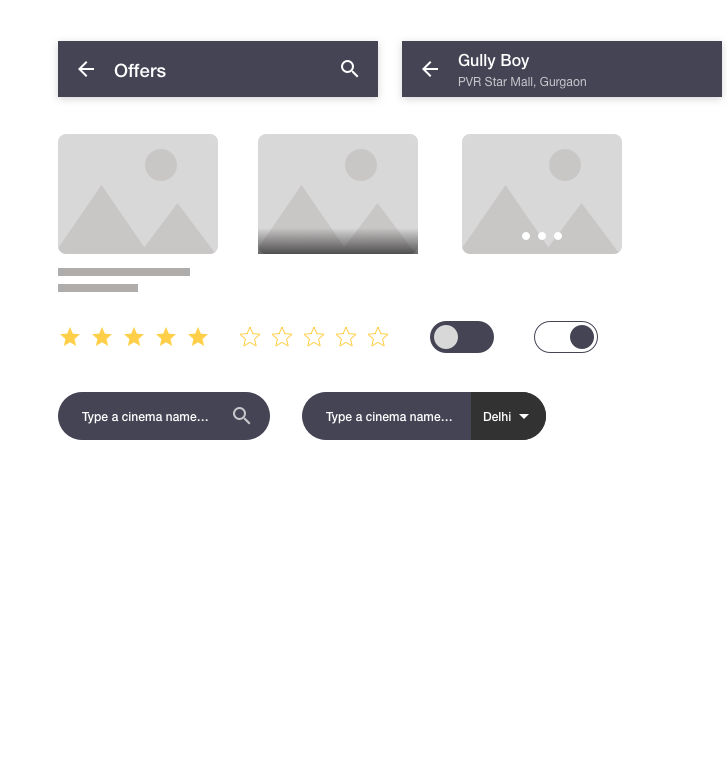 Offers
Gully Boy
PVR Star Mall, Gurgaon
Type a cinema name...
Type a cinema name...
Delhi